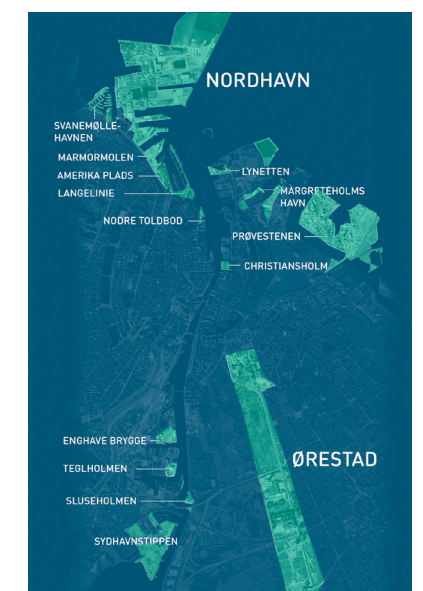 NORDHAVN
SVANEMØLLE-
HAVNEN
MARMORMOLEN
AMERIKA PLADS
LANGELINIE
NODRE TOLDBOD
LYNETTEN
MARGRETEHOLMS
HAVN
PRØVESTENEN
CHRISTIANSHOLM
ENGHAVE BRYGGE
TEGLHOLMEN
SLUSEHOLMEN
SYDHAVNSTIPPEN
ØRESTAD